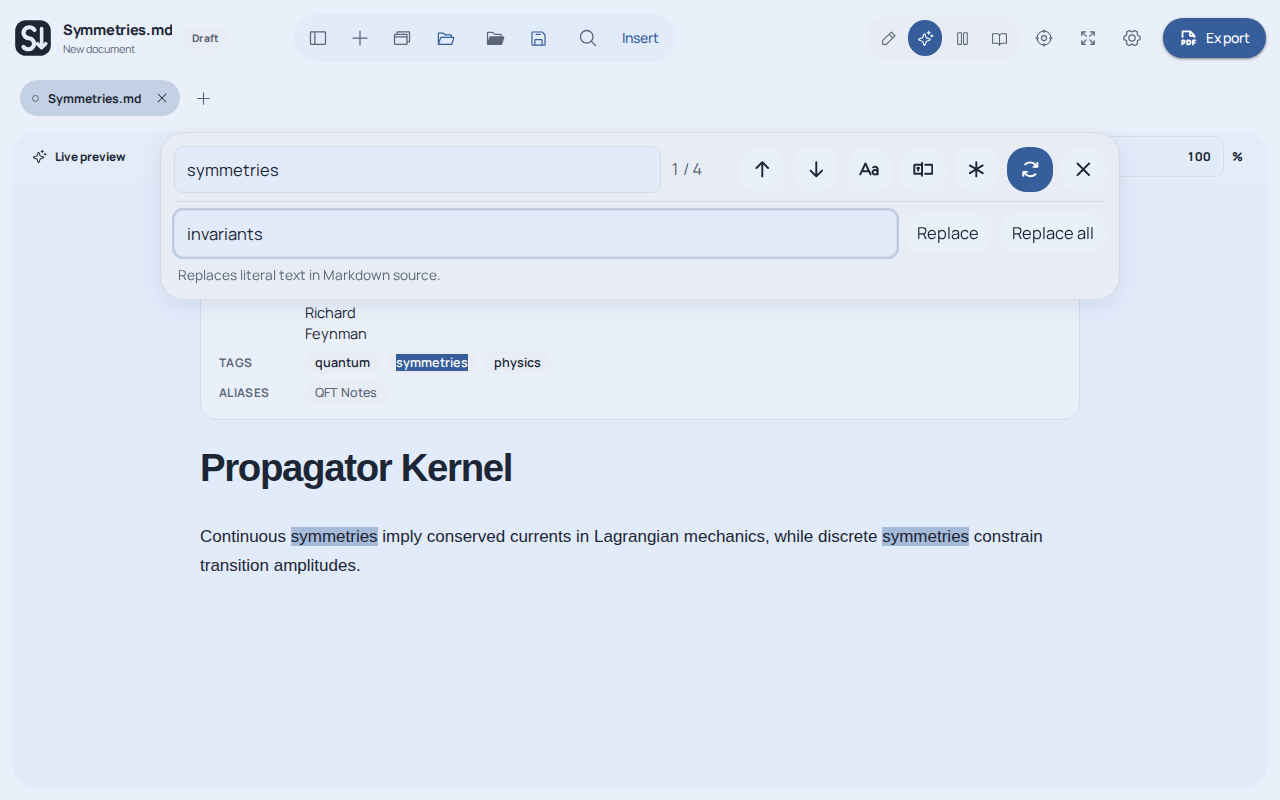 Symmetries.md
New document
Draft
Insert
PDF
Export
Symmetries.md
Live preview
100 %
symmetries
1 / 4
Aa
invariants
Replace
Replace all
Replaces literal text in Markdown source.
Richard
Feynman
TAGS quantum symmetries physics
ALIASES QFT Notes
Propagator Kernel
Continuous symmetries imply conserved currents in Lagrangian mechanics, while discrete symmetries constrain
transition amplitudes.